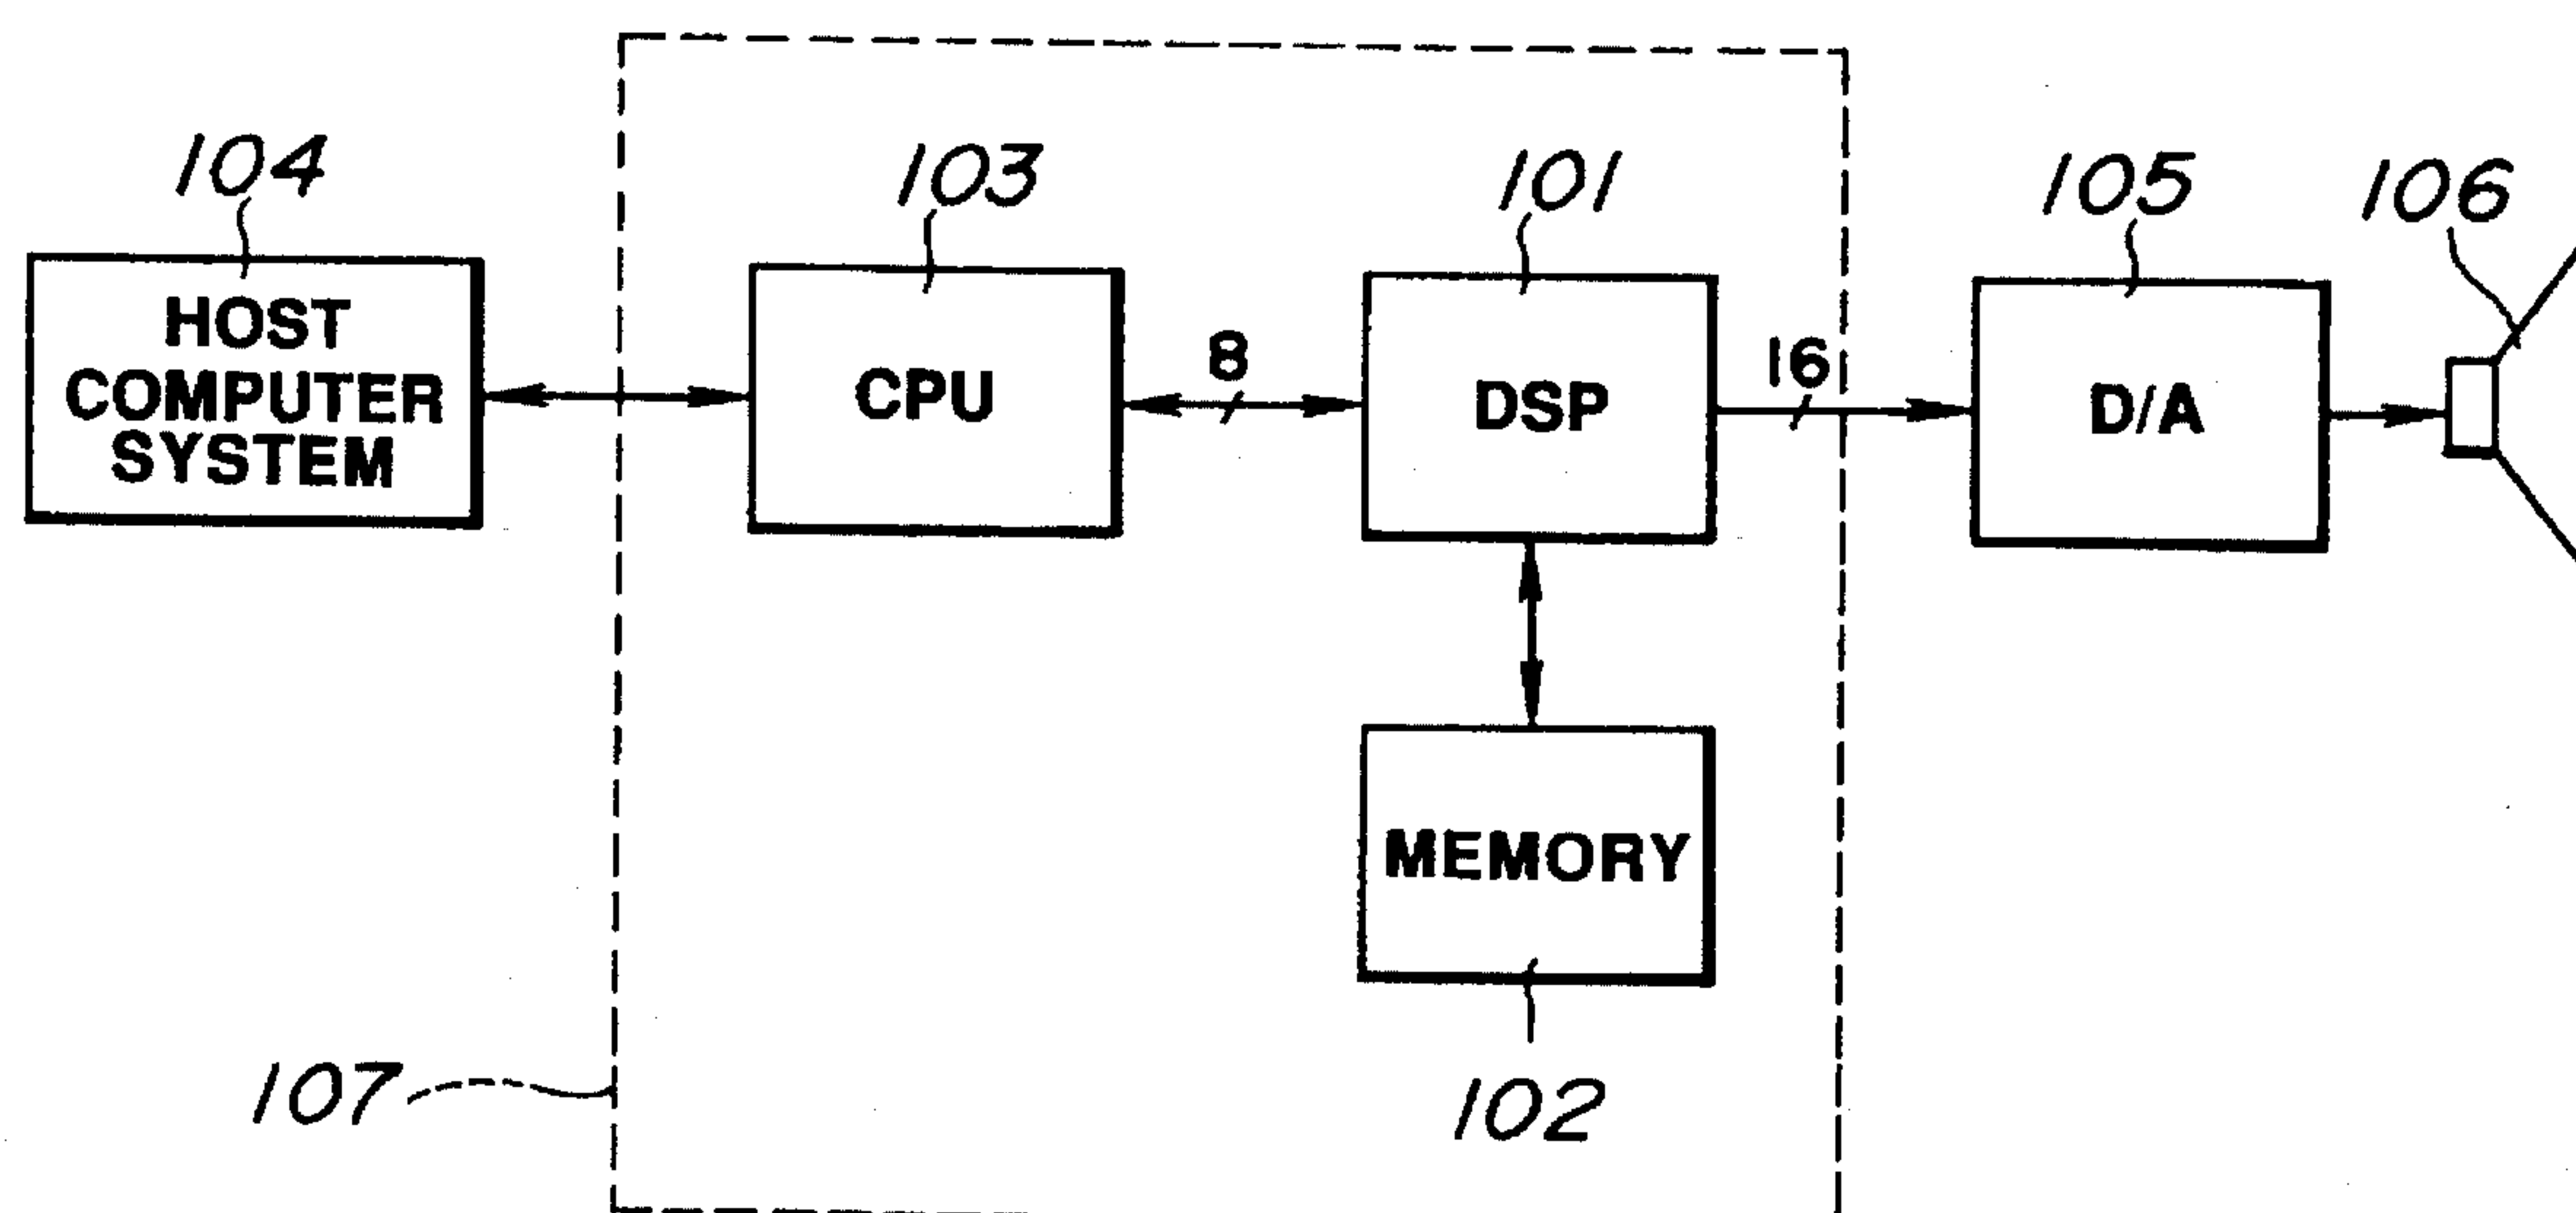 104
103
101
105
106
HOST
COMPUTER
SYSTEM
CPU
8
DSP
16
D/A
MEMORY
107
102